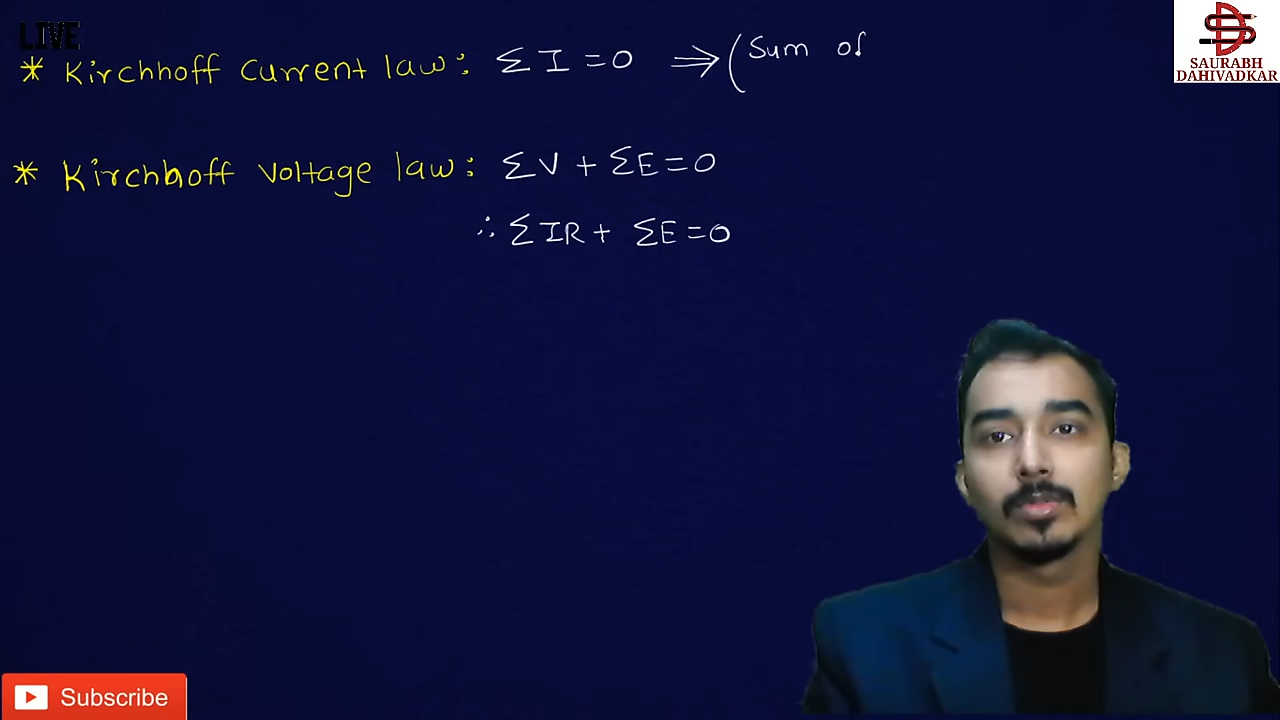 LIVE
* Kirchhoff Current law: ΣI=0 ⇒ (Sum of
* Kirchhoff Voltage law: ΣV + ΣE=0
∴ ΣIR + ΣE=0
SAURABH
DAHIVADKAR
Subscribe